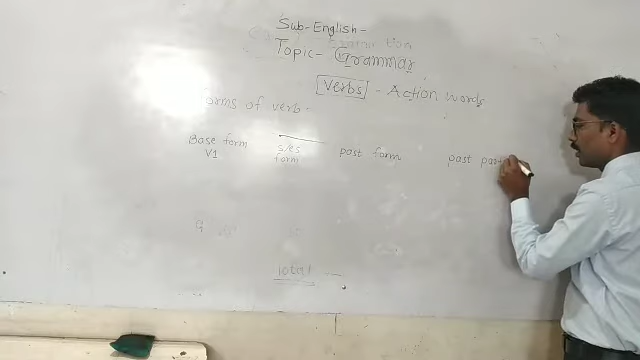 Sub-English-
Topic- Grammar
Verbs - Action words
Forms of verb-
Base form s/es past form past part
V1 form
Total